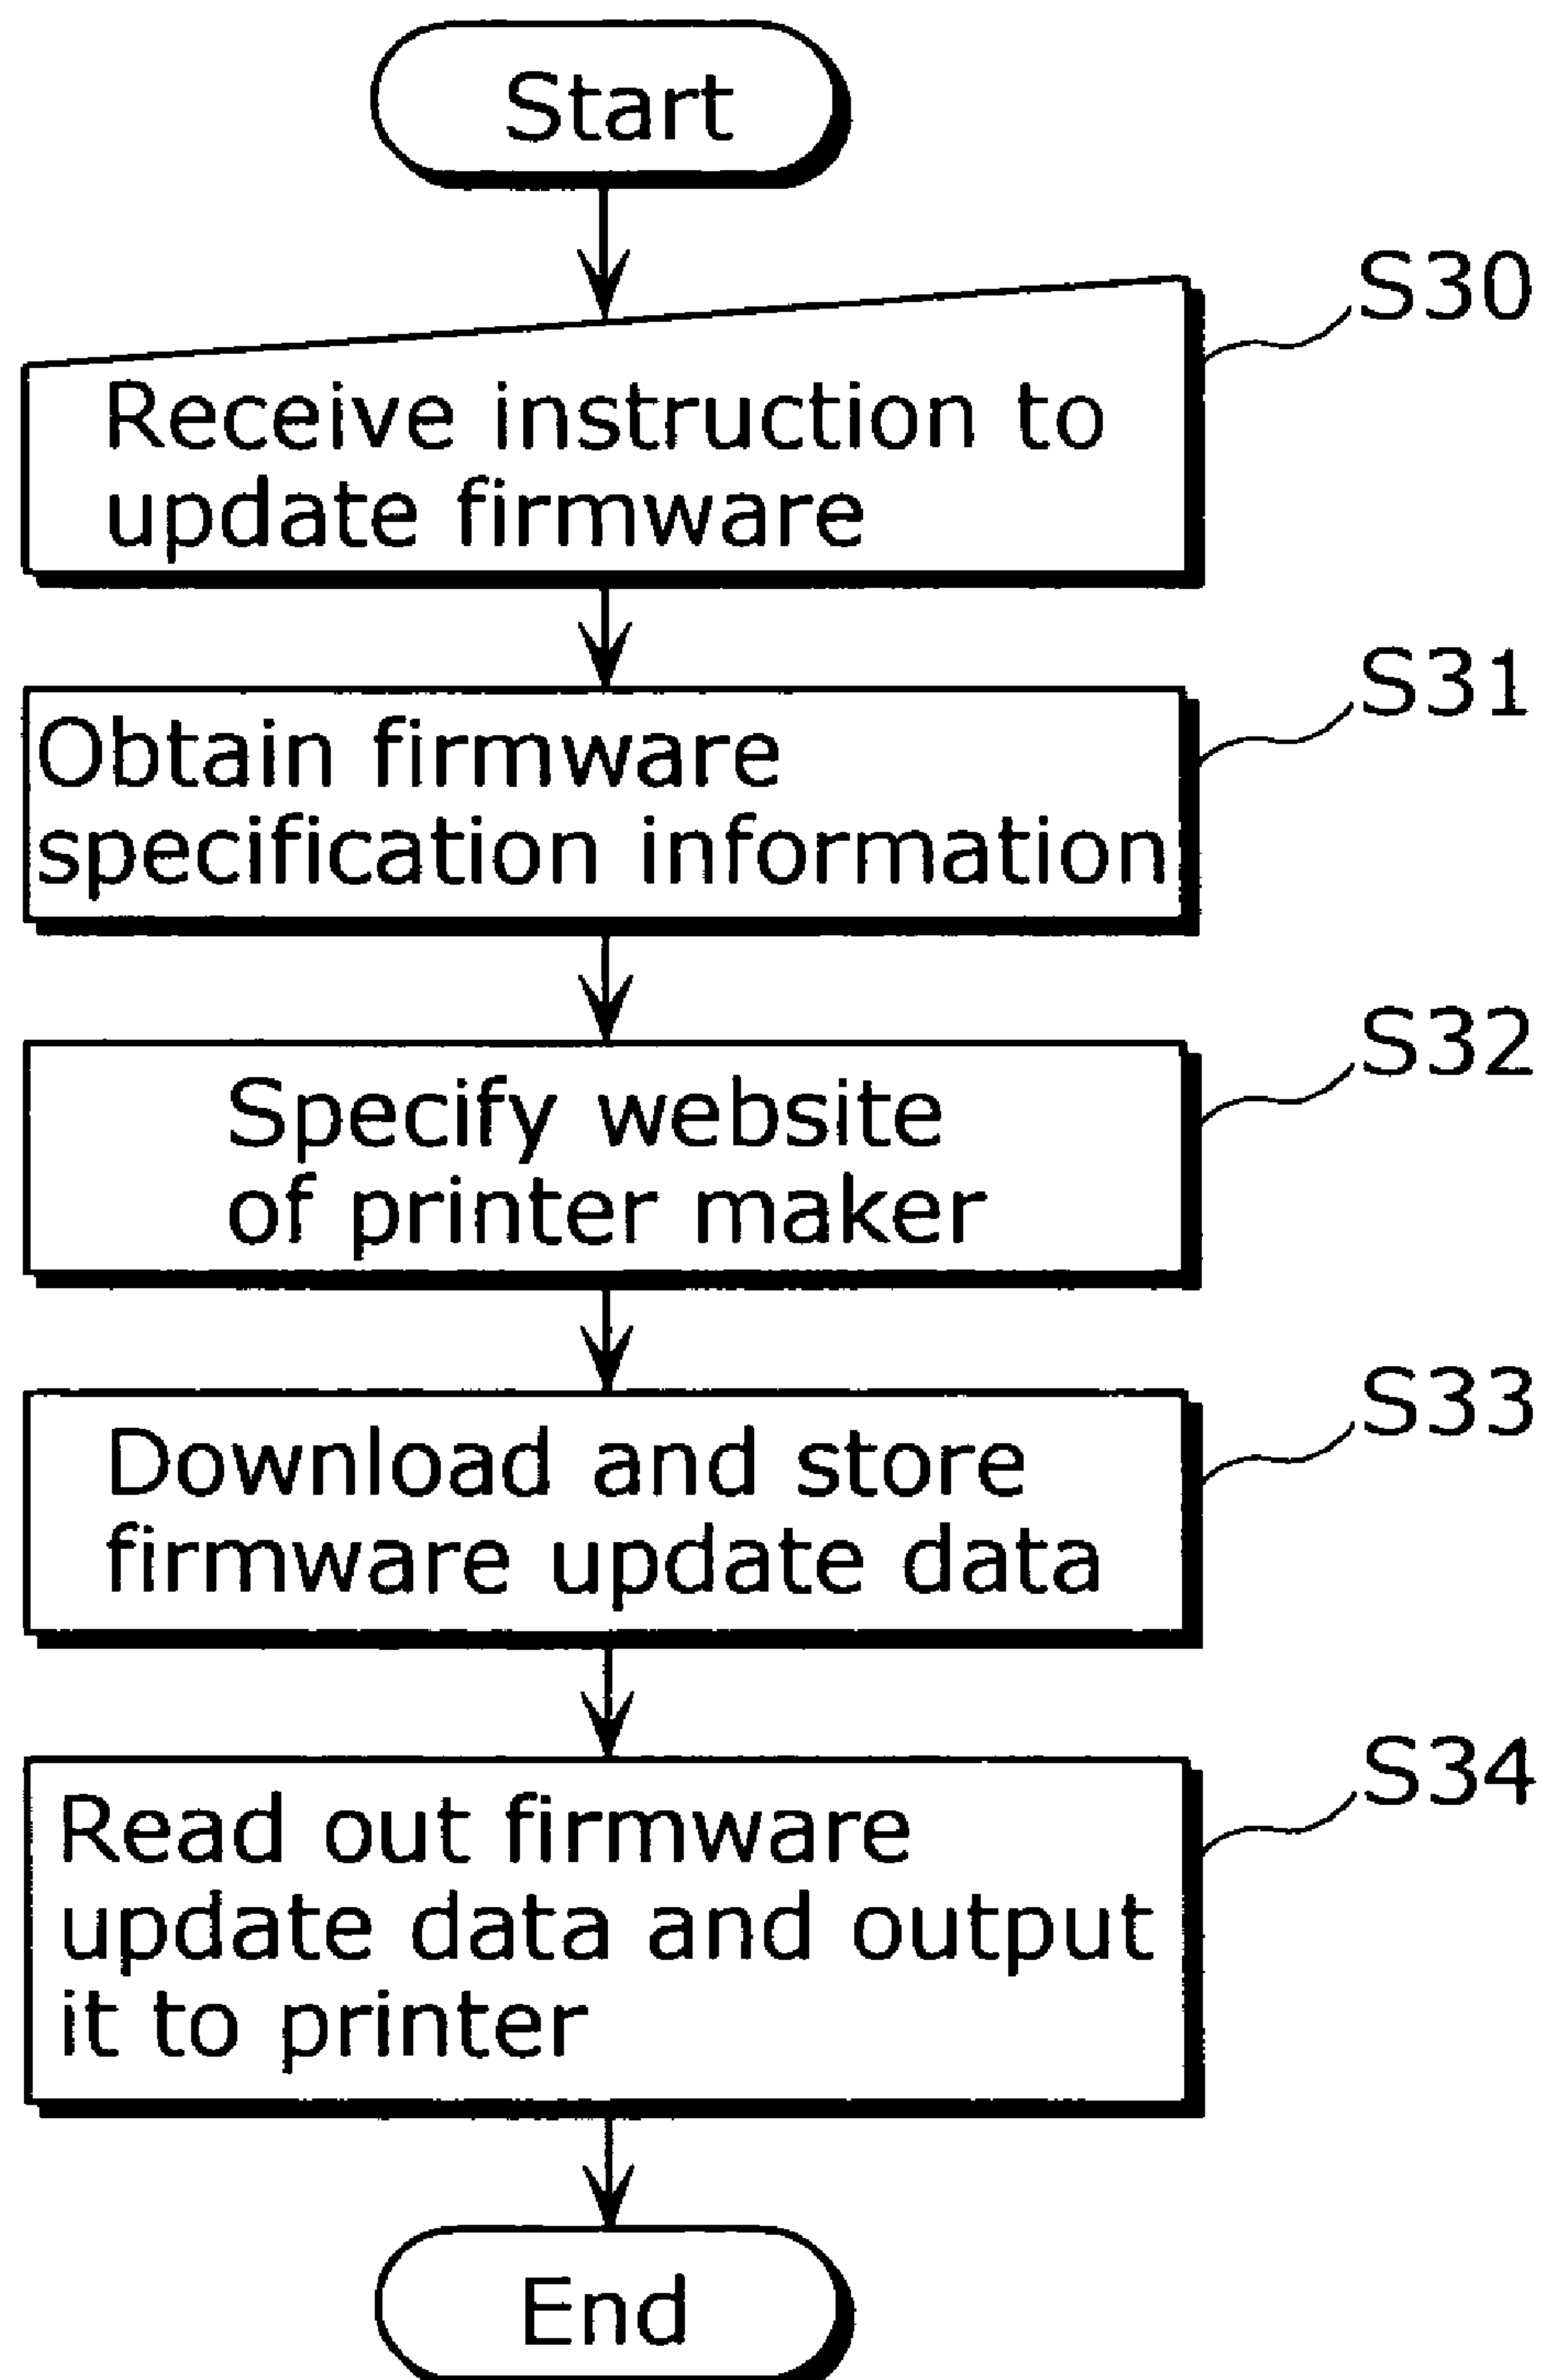 Start
S30
Receive instruction to
update firmware
S31
Obtain firmware
specification information
S32
Specify website
of printer maker
S33
Download and store
firmware update data
S34
Read out firmware
update data and output
it to printer
End